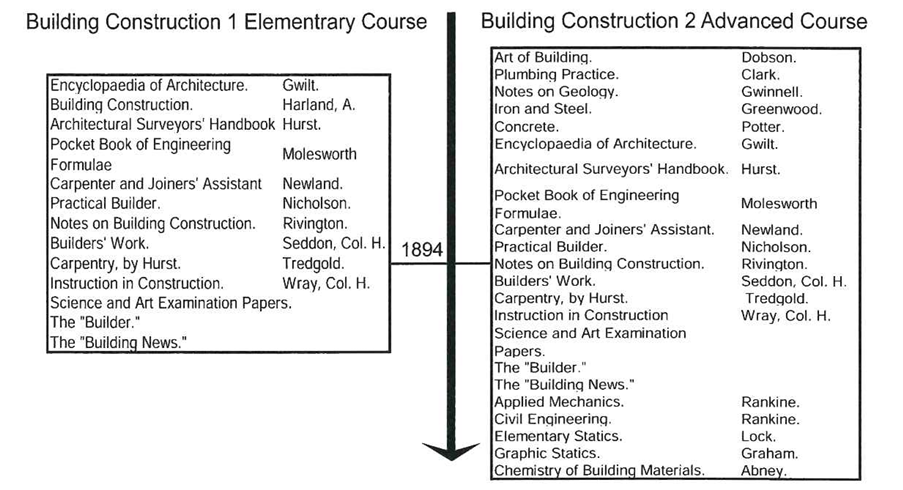 Building Construction 1 Elementrary Course
Encyclopaedia of Architecture. Gwilt.
Building Construction. Harland, A.
Architectural Surveyors' Handbook Hurst.
Pocket Book of Engineering
Formulae Molesworth
Carpenter and Joiners' Assistant Newland.
Practical Builder. Nicholson.
Notes on Building Construction. Rivington.
Builders' Work. Seddon, Col. H.
Carpentry, by Hurst. Tredgold.
Instruction in Construction. Wray, Col. H.
Science and Art Examination Papers.
The "Builder."
The "Building News."
1894
Building Construction 2 Advanced Course
Art of Building. Dobson.
Plumbing Practice. Clark.
Notes on Geology. Gwinnell.
Iron and Steel. Greenwood.
Concrete. Potter.
Encyclopaedia of Architecture. Gwilt.
Architectural Surveyors' Handbook. Hurst.
Pocket Book of Engineering
Formulae. Molesworth
Carpenter and Joiners' Assistant. Newland.
Practical Builder. Nicholson.
Notes on Building Construction. Rivington.
Builders' Work. Seddon, Col. H.
Carpentry, by Hurst. Tredgold.
Instruction in Construction Wray, Col. H.
Science and Art Examination
Papers.
The "Builder."
The "Building News."
Applied Mechanics. Rankine.
Civil Engineering. Rankine.
Elementary Statics. Lock.
Graphic Statics. Graham.
Chemistry of Building Materials. Abney.